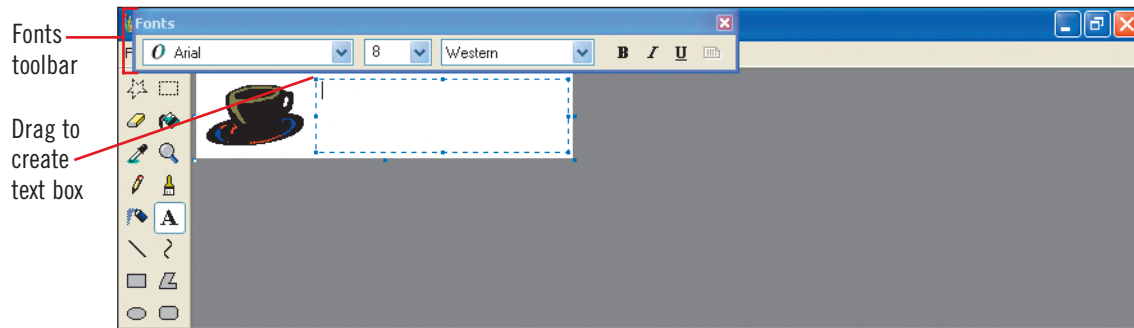 Fonts
toolbar
Drag to
create
text box
Fonts
F
Arial
8
Western
B I U
A